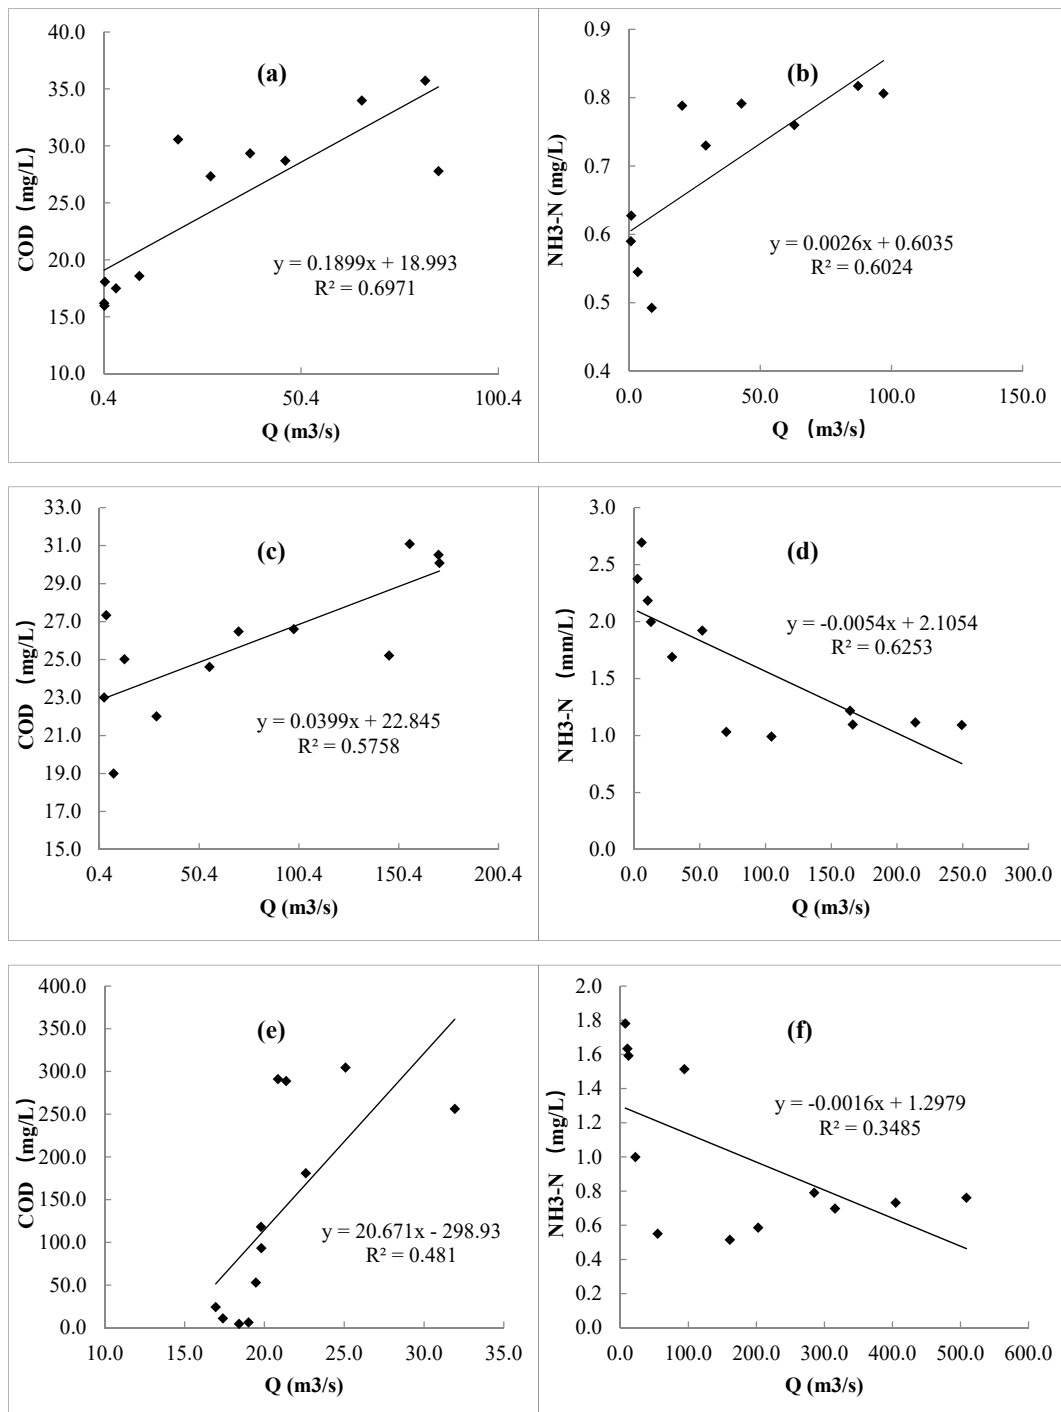 40.0
35.0
30.0
25.0
20.0
15.0
10.0
COD (mg/L)
(a)
y = 0.1899x + 18.993
R² = 0.6971
0.4
50.4
100.4
Q (m3/s)
0.9
0.8
0.7
0.6
0.5
0.4
NH3-N (mg/L)
(b)
y = 0.0026x + 0.6035
R² = 0.6024
0.0
50.0
100.0
150.0
Q (m3/s)
33.0
31.0
29.0
27.0
25.0
23.0
21.0
19.0
17.0
15.0
COD (mg/L)
(c)
y = 0.0399x + 22.845
R² = 0.5758
0.4
50.4
100.4
150.4
200.4
Q (m3/s)
3.0
2.5
2.0
1.5
1.0
0.5
0.0
NH3-N (mm/L)
(d)
y = -0.0054x + 2.1054
R² = 0.6253
0.0
50.0
100.0
150.0
200.0
250.0
300.0
Q (m3/s)
400.0
350.0
300.0
250.0
200.0
150.0
100.0
50.0
0.0
COD (mg/L)
(e)
y = 20.671x - 298.93
R² = 0.481
10.0
15.0
20.0
25.0
30.0
35.0
Q (m3/s)
2.0
1.8
1.6
1.4
1.2
1.0
0.8
0.6
0.4
0.2
0.0
NH3-N (mg/L)
(f)
y = -0.0016x + 1.2979
R² = 0.3485
0.0
100.0
200.0
300.0
400.0
500.0
600.0
Q (m3/s)